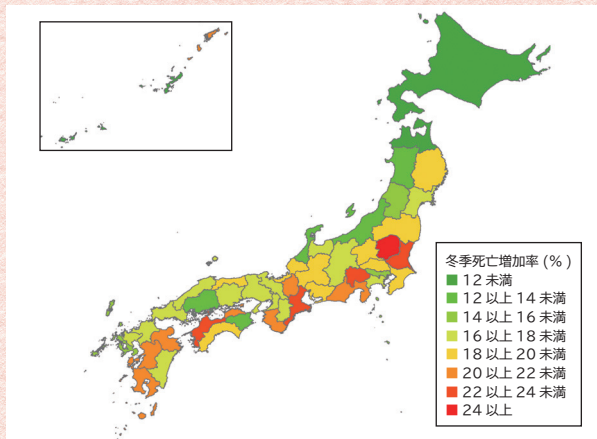 冬季死亡増加率 (%)
12 未満
12 以上 14 未満
14 以上 16 未満
16 以上 18 未満
18 以上 20 未満
20 以上 22 未満
22 以上 24 未満
24 以上